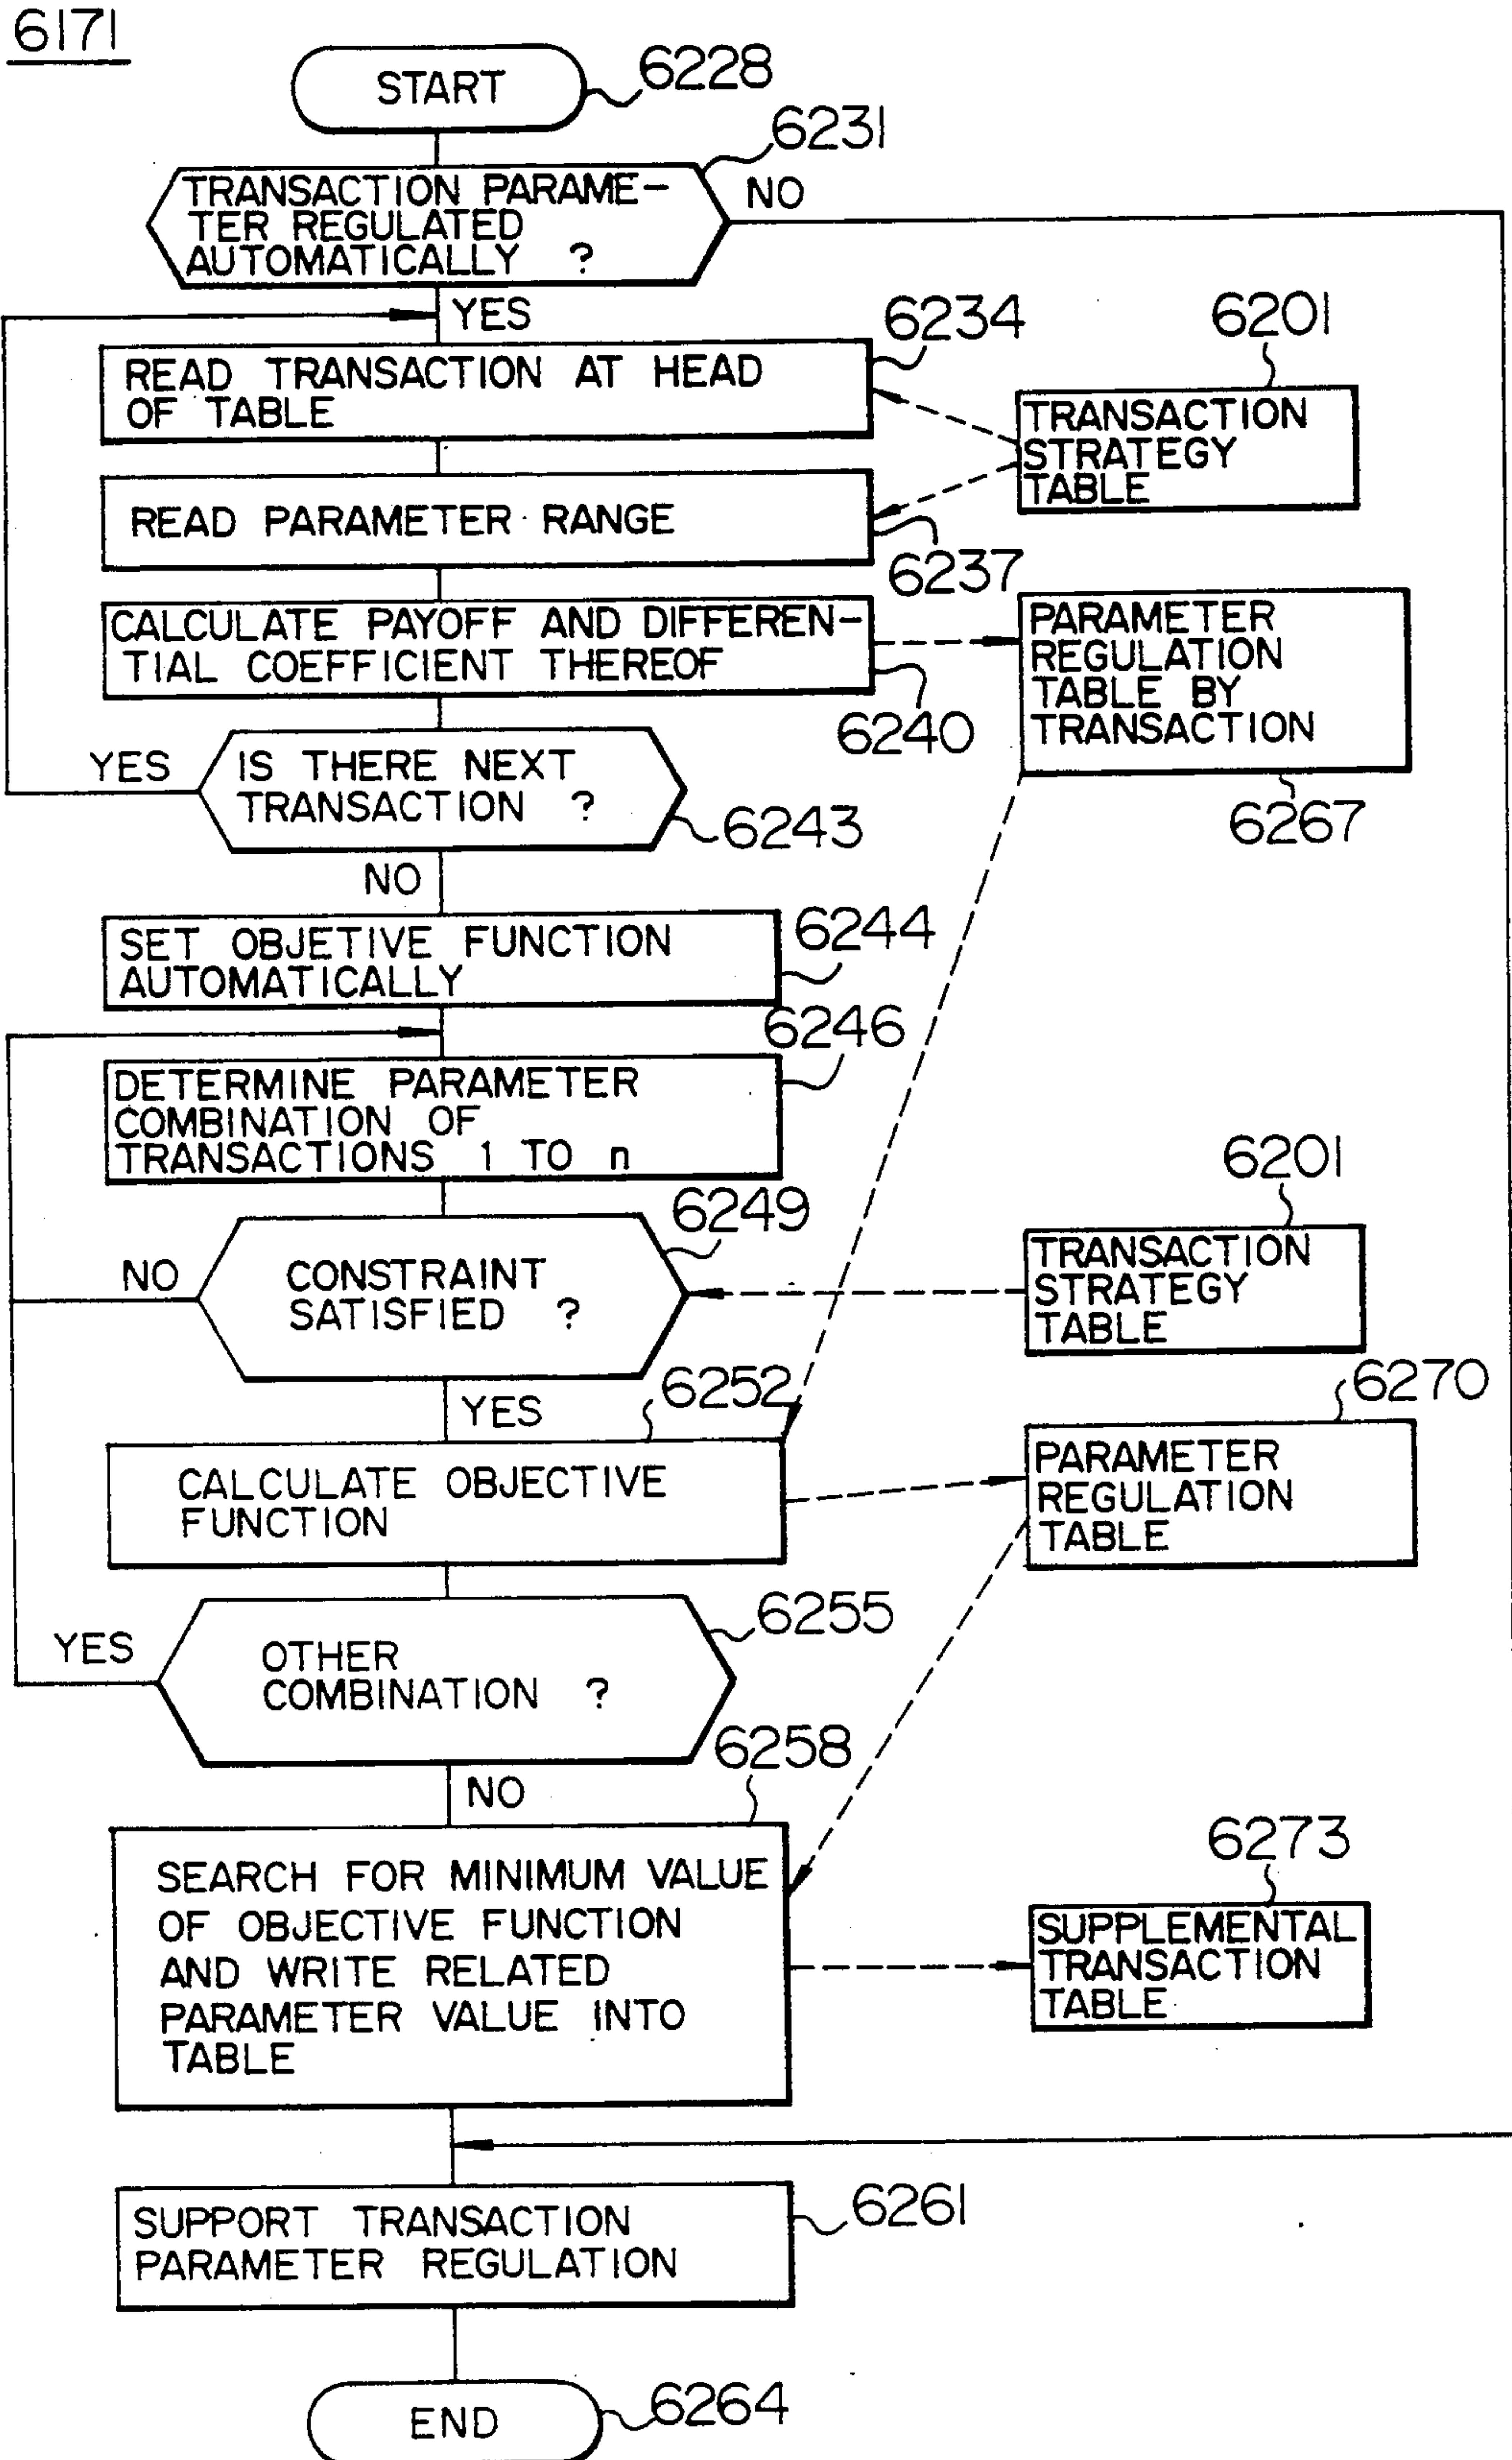 6171
START
6228
6231
TRANSACTION PARAME-
TER REGULATED
AUTOMATICALLY ?
NO
YES
6234
READ TRANSACTION AT HEAD
OF TABLE
6201
TRANSACTION
STRATEGY
TABLE
READ PARAMETER RANGE
6237
CALCULATE PAYOFF AND DIFFEREN-
TIAL COEFFICIENT THEREOF
6240
PARAMETER
REGULATION
TABLE BY
TRANSACTION
6267
YES
IS THERE NEXT
TRANSACTION ?
6243
NO
SET OBJETIVE FUNCTION
AUTOMATICALLY
6244
6246
DETERMINE PARAMETER
COMBINATION OF
TRANSACTIONS 1 TO n
6249
NO
CONSTRAINT
SATISFIED ?
6201
TRANSACTION
STRATEGY
TABLE
YES
6252
CALCULATE OBJECTIVE
FUNCTION
6270
PARAMETER
REGULATION
TABLE
6255
YES
OTHER
COMBINATION ?
NO
6258
SEARCH FOR MINIMUM VALUE
OF OBJECTIVE FUNCTION
AND WRITE RELATED
PARAMETER VALUE INTO
TABLE
6273
SUPPLEMENTAL
TRANSACTION
TABLE
SUPPORT TRANSACTION
PARAMETER REGULATION
6261
END
6264